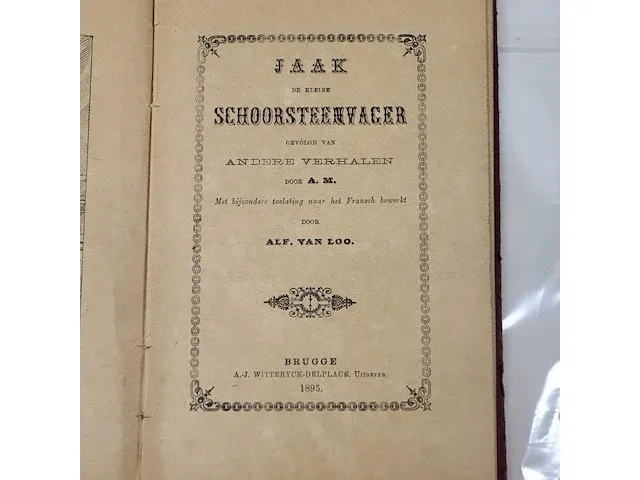 JAAK
DE KLEINE
SCHOORSTEENVAGER
GEVOLGD VAN
ANDERE VERHALEN
DOOR A. M.
Met bijzondere toelating naar het Fransch bewerkt
DOOR
ALF. VAN LOO.
BRUGGE
A.-J. WITTERYCK-DELPLACE, UITGEVER.
1895.